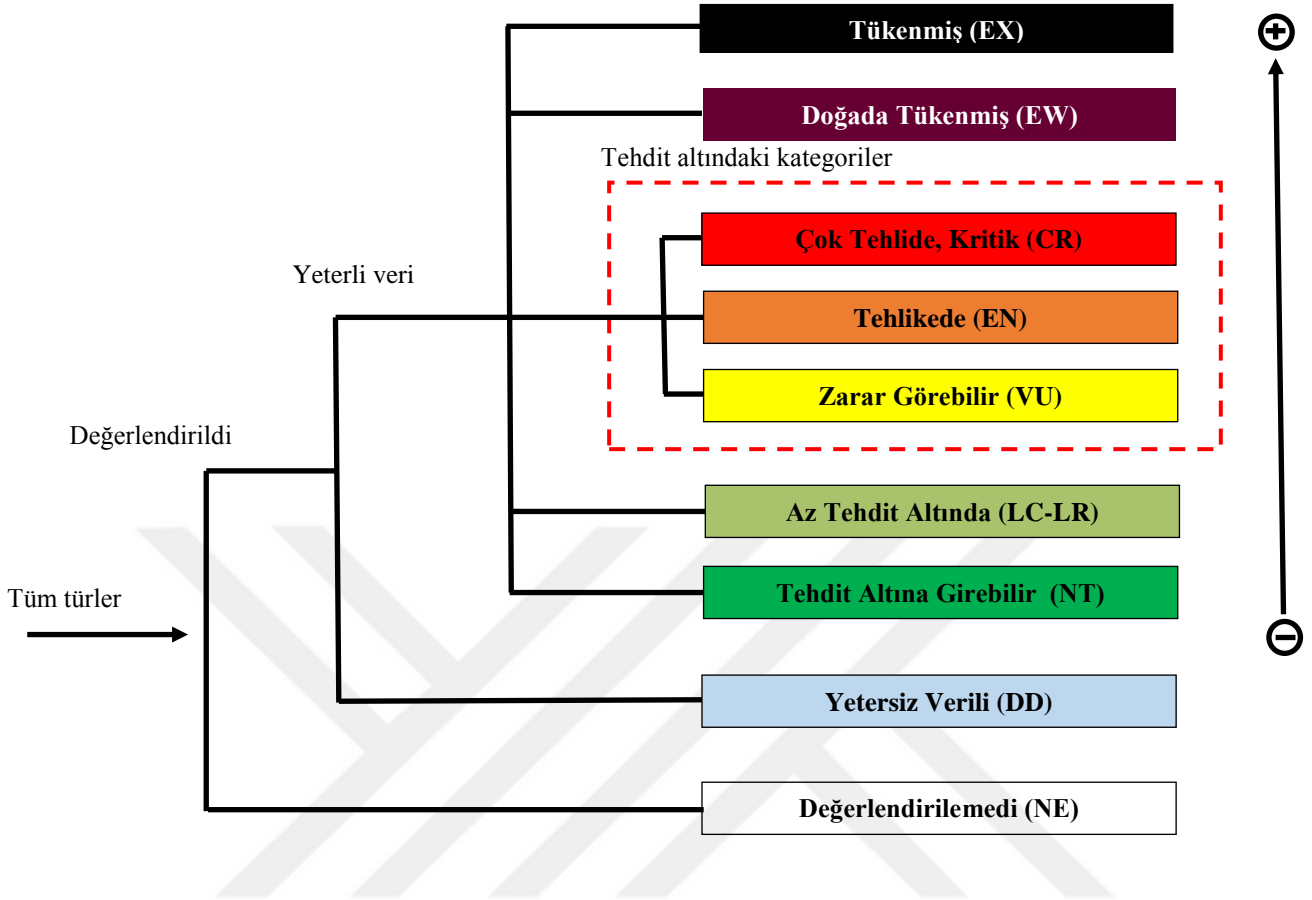 Tükenmiş (EX)
Doğada Tükenmiş (EW)
Tehdit altındaki kategoriler
Çok Tehlide, Kritik (CR)
Yeterli veri
Tehlikede (EN)
Zarar Görebilir (VU)
Değerlendirildi
Az Tehdit Altında (LC-LR)
Tehdit Altına Girebilir (NT)
Tüm türler
Yetersiz Verili (DD)
Değerlendirilemedi (NE)